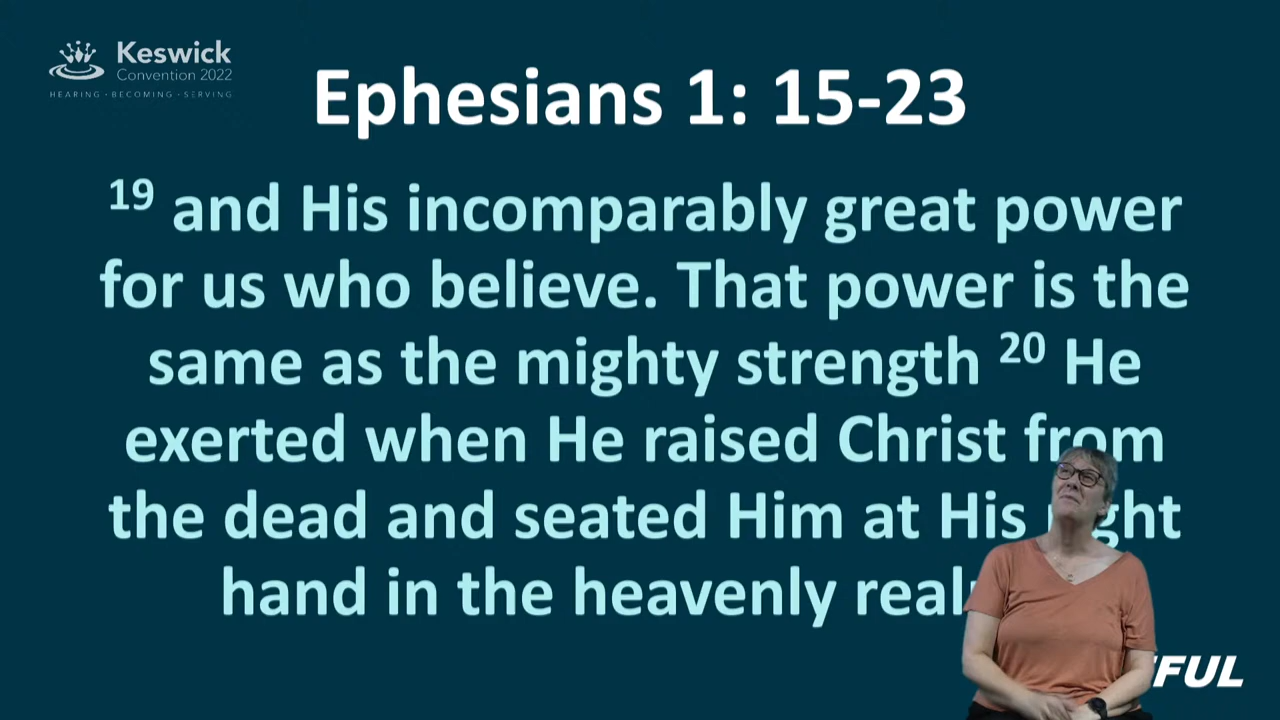 Keswick
Convention 2022
HEARING · BECOMING · SERVING
Ephesians 1: 15-23
19 and His incomparably great power
for us who believe. That power is the
same as the mighty strength 20 He
exerted when He raised Christ from
the dead and seated Him at His
hand in the heavenly